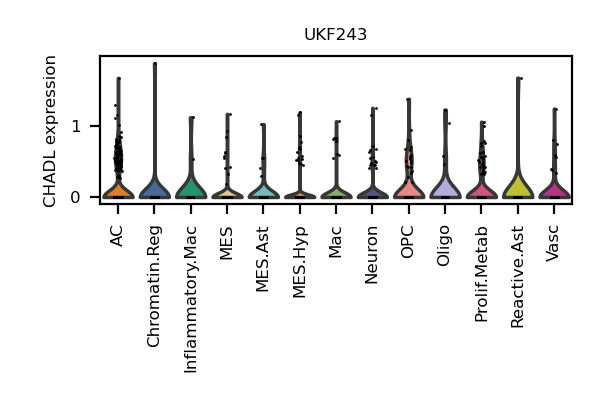 UKF243
CHADL expression
1
0
AC
Chromatin.Reg
Inflammatory.Mac
MES
MES.Ast
MES.Hyp
Mac
Neuron
OPC
Oligo
Prolif.Metab
Reactive.Ast
Vasc